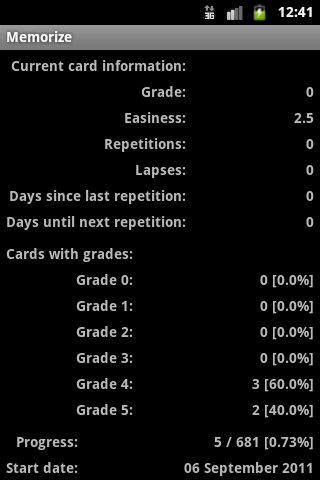 3G 12:41
Memorize
Current card information:
Grade: 0
Easiness: 2.5
Repetitions: 0
Lapses: 0
Days since last repetition: 0
Days until next repetition: 0
Cards with grades:
Grade 0: 0 [0.0%]
Grade 1: 0 [0.0%]
Grade 2: 0 [0.0%]
Grade 3: 0 [0.0%]
Grade 4: 3 [60.0%]
Grade 5: 2 [40.0%]
Progress: 5 / 681 [0.73%]
Start date: 06 September 2011